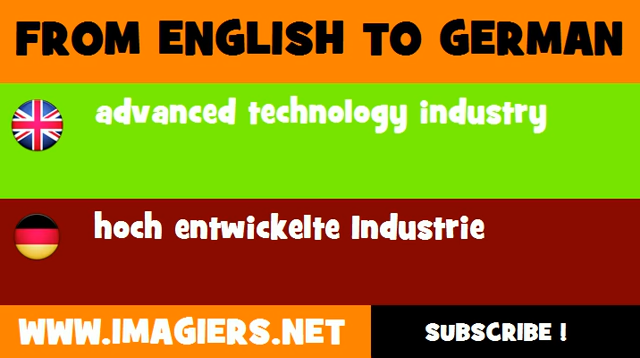 FROM ENGLISH TO GERMAN
advanced technology industry
hoch entwickelte Industrie
WWW.IMAGIERS.NET
SUBSCRIBE !